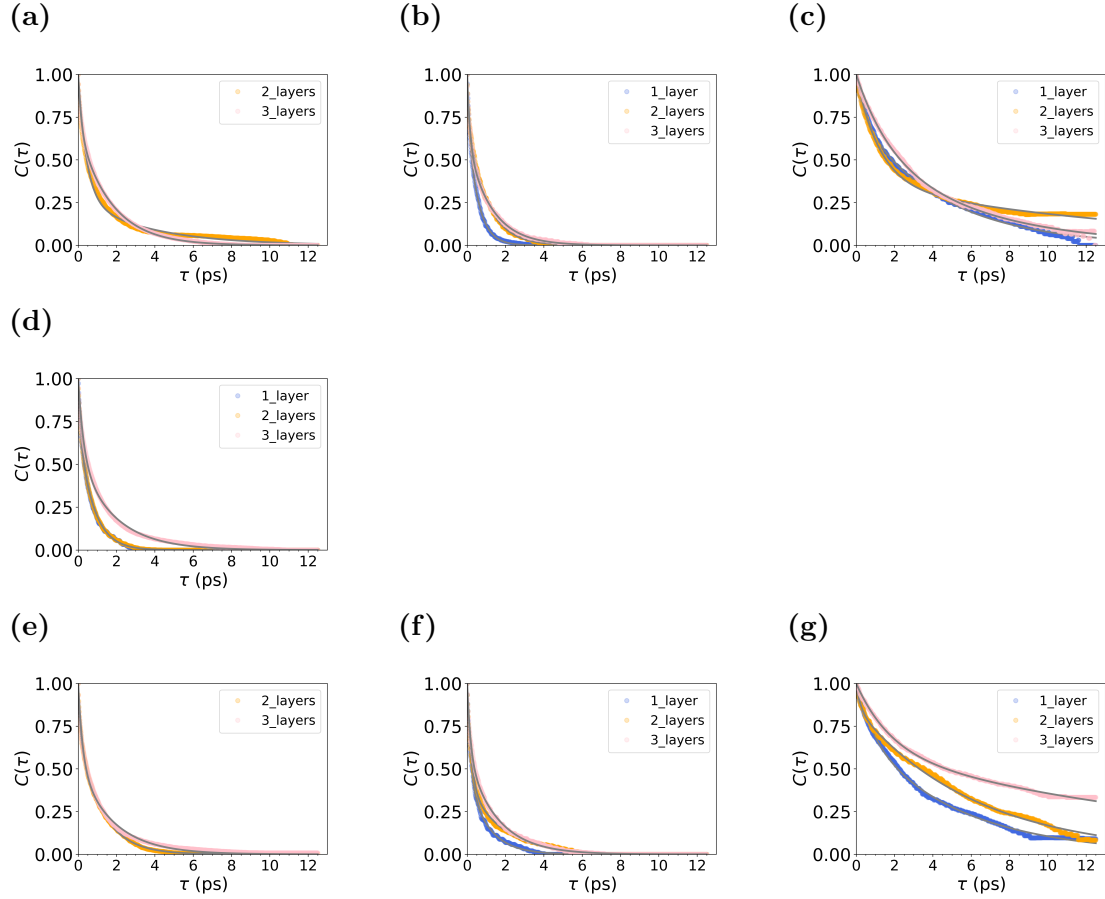 (a)
1.00
0.75
0.50
0.25
0.00
C(τ)
2_layers
3_layers
0 2 4 6 8 10 12
τ (ps)
(b)
1.00
0.75
0.50
0.25
0.00
C(τ)
1_layer
2_layers
3_layers
0 2 4 6 8 10 12
τ (ps)
(c)
1.00
0.75
0.50
0.25
0.00
C(τ)
1_layer
2_layers
3_layers
0 2 4 6 8 10 12
τ (ps)
(d)
1.00
0.75
0.50
0.25
0.00
C(τ)
1_layer
2_layers
3_layers
0 2 4 6 8 10 12
τ (ps)
(e)
1.00
0.75
0.50
0.25
0.00
C(τ)
2_layers
3_layers
0 2 4 6 8 10 12
τ (ps)
(f)
1.00
0.75
0.50
0.25
0.00
C(τ)
1_layer
2_layers
3_layers
0 2 4 6 8 10 12
τ (ps)
(g)
1.00
0.75
0.50
0.25
0.00
C(τ)
1_layer
2_layers
3_layers
0 2 4 6 8 10 12
τ (ps)